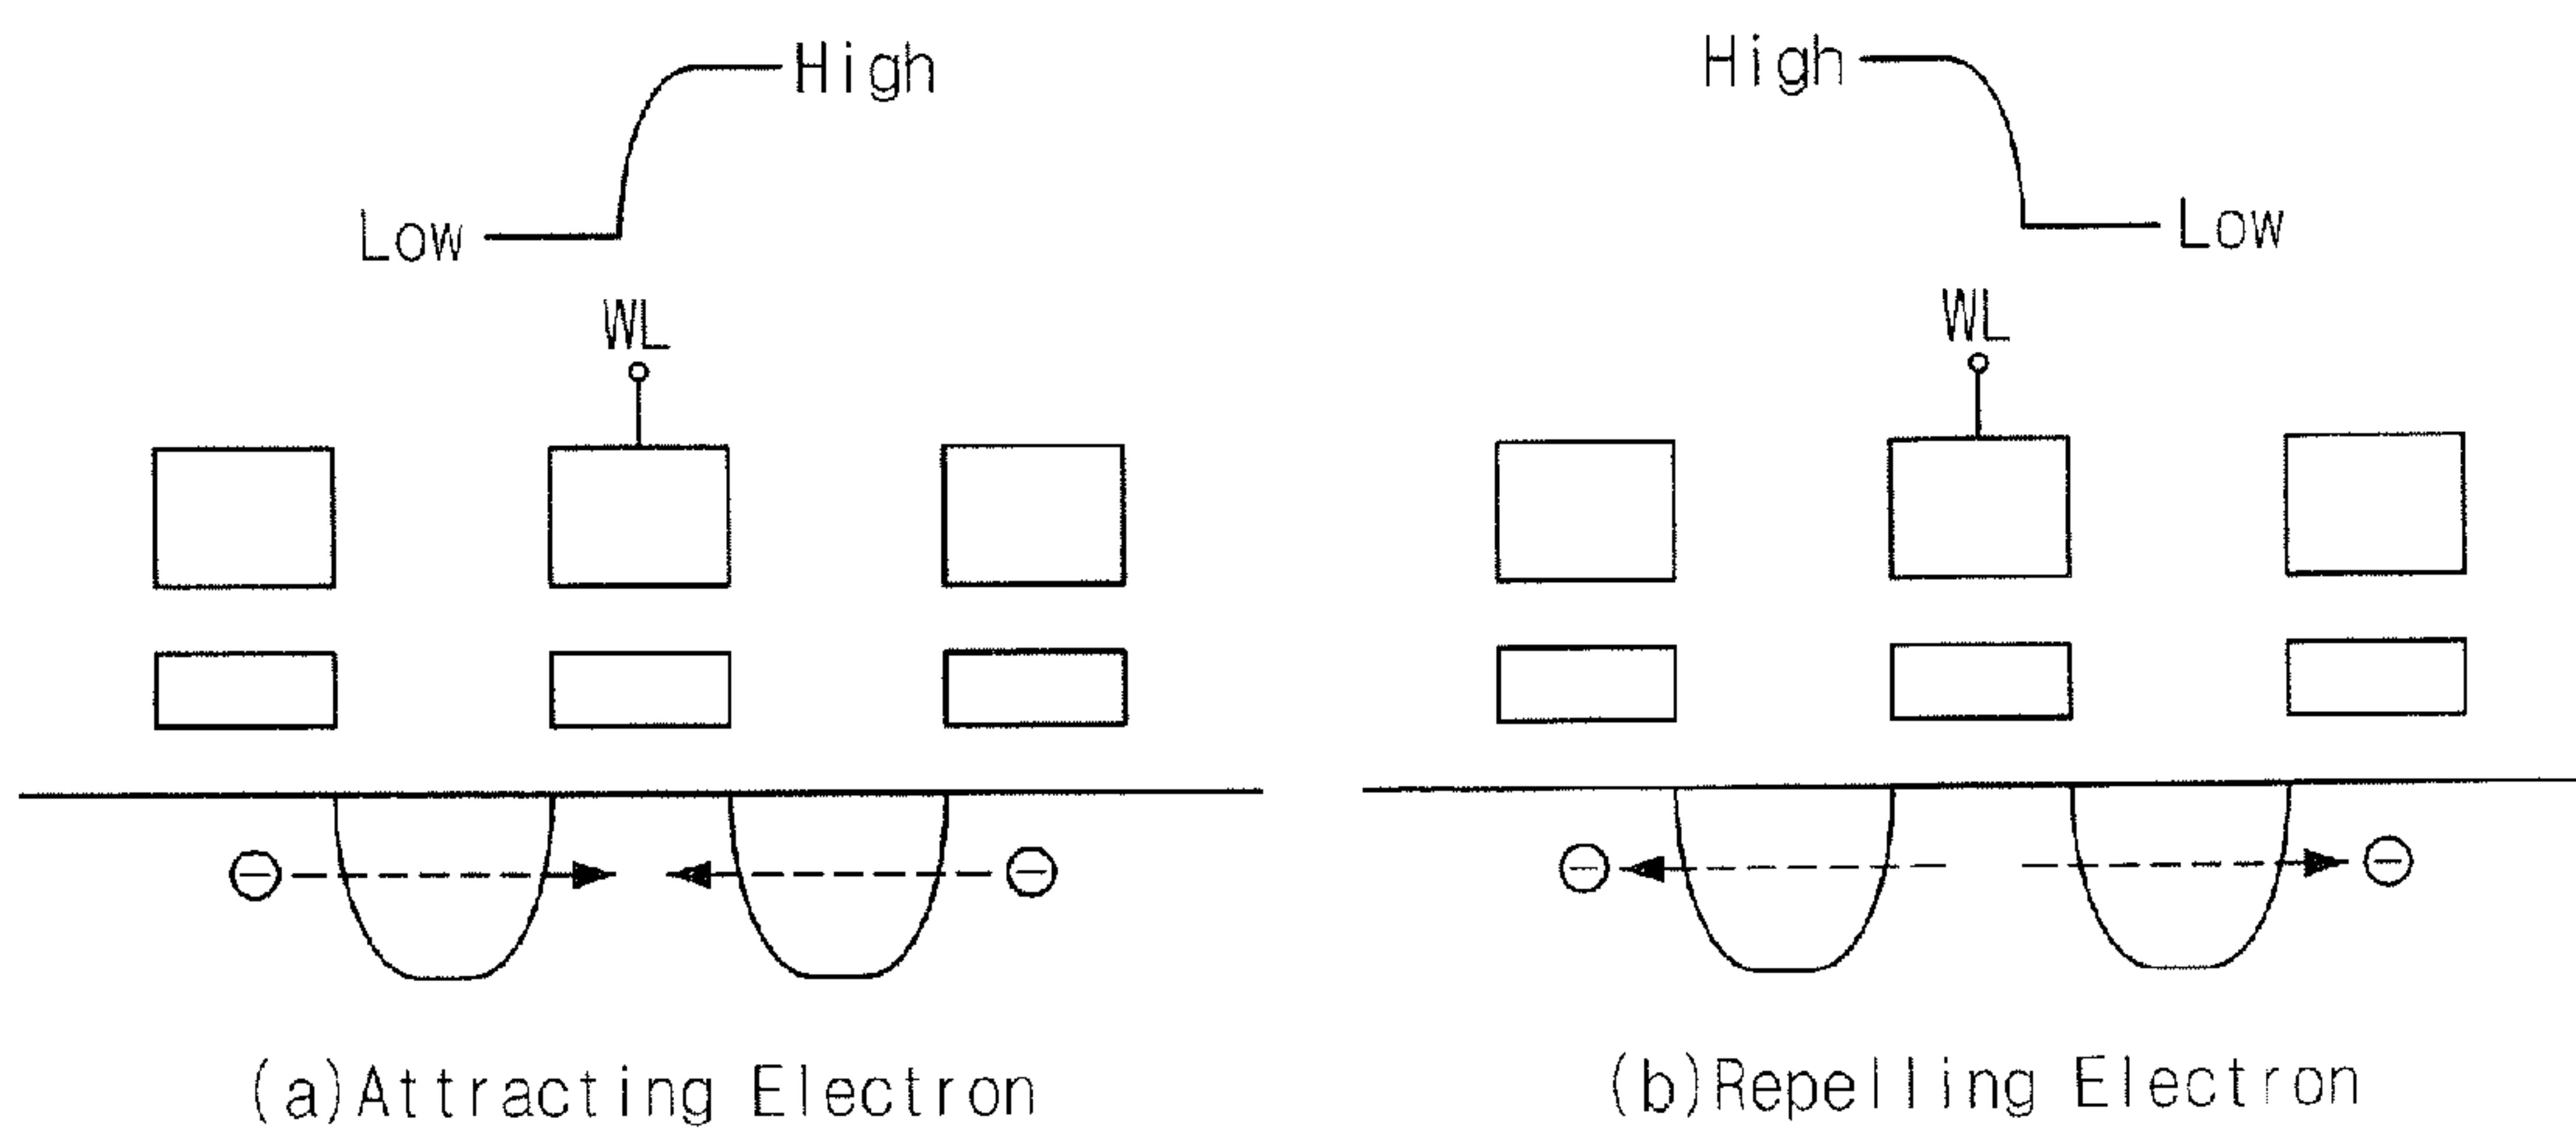 High
Low
WL
(a)Attracting Electron
High
Low
WL
(b)Repelling Electron